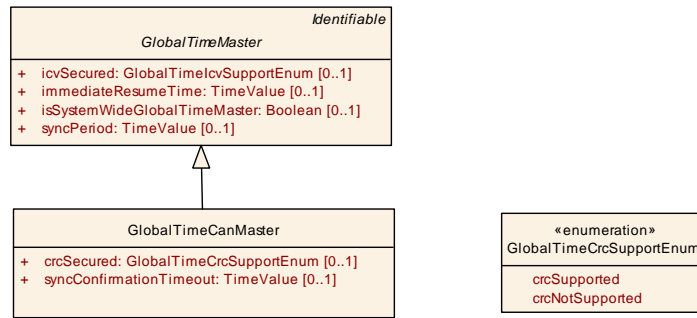 Identifiable
GlobalTimeMaster
+ icvSecured: GlobalTimeIcvSupportEnum [0..1]
+ immediateResumeTime: TimeValue [0..1]
+ isSystemWideGlobalTimeMaster: Boolean [0..1]
+ syncPeriod: TimeValue [0..1]
GlobalTimeCanMaster
+ crcSecured: GlobalTimeCrcSupportEnum [0..1]
+ syncConfirmationTimeout: TimeValue [0..1]
«enumeration»
GlobalTimeCrcSupportEnum
crcSupported
crcNotSupported